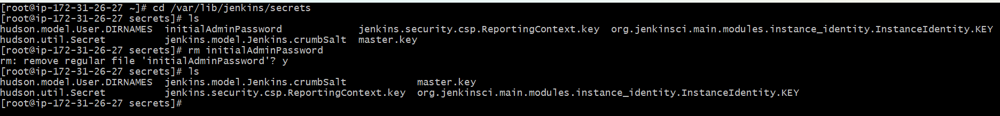 [root@ip-172-31-26-27 ~]# cd /var/lib/jenkins/secrets
[root@ip-172-31-26-27 secrets]# ls
hudson.model.User.DIRNAMES  initialAdminPassword             jenkins.security.csp.ReportingContext.key  org.jenkinsci.main.modules.instance_identity.InstanceIdentity.KEY
hudson.util.Secret          jenkins.model.Jenkins.crumbSalt  master.key
[root@ip-172-31-26-27 secrets]# rm initialAdminPassword
rm: remove regular file 'initialAdminPassword'? y
[root@ip-172-31-26-27 secrets]# ls
hudson.model.User.DIRNAMES  jenkins.model.Jenkins.crumbSalt            master.key
hudson.util.Secret          jenkins.security.csp.ReportingContext.key  org.jenkinsci.main.modules.instance_identity.InstanceIdentity.KEY
[root@ip-172-31-26-27 secrets]#